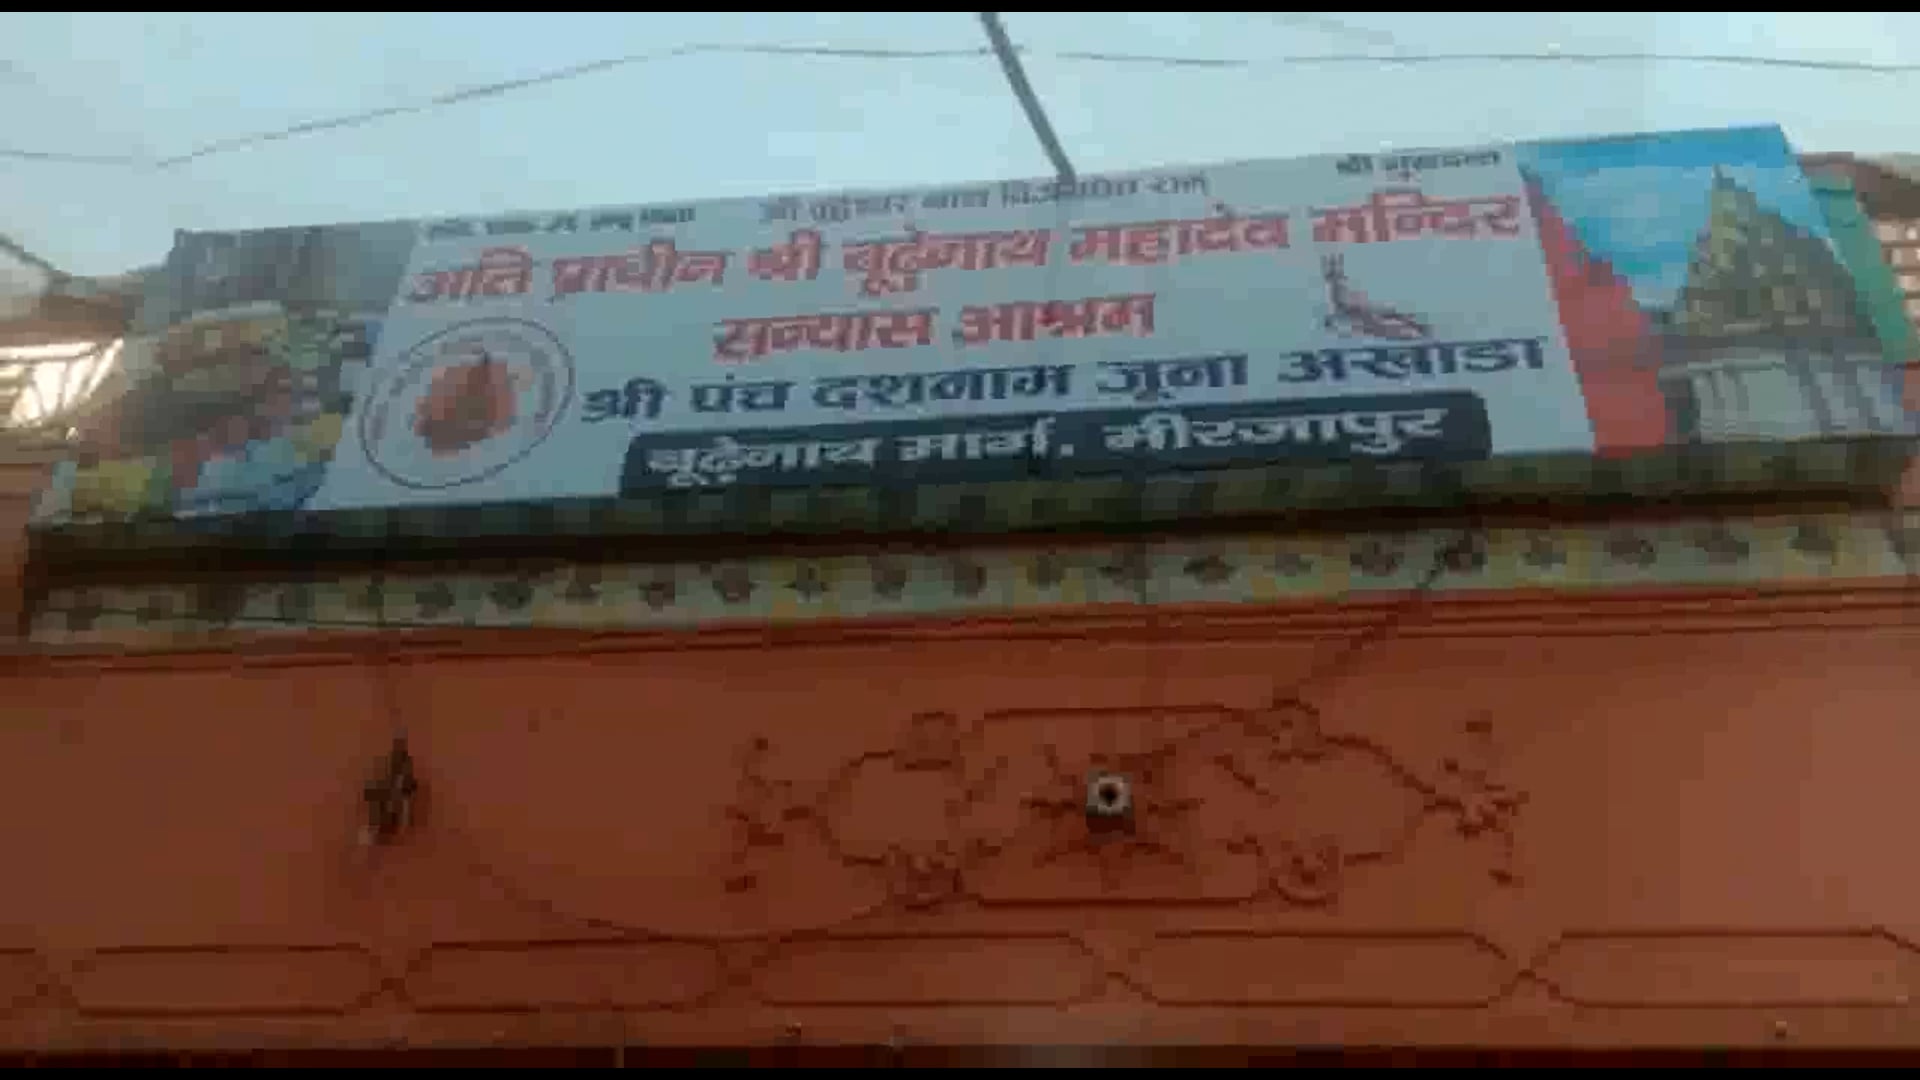 अति प्राचीन श्री बूढ़ेनाथ महादेव मन्दिर
सन्यास आश्रम
श्री पंच दशनाम जूना अखाडा
बूढ़ेनाथ मार्ग, मीरजापुर